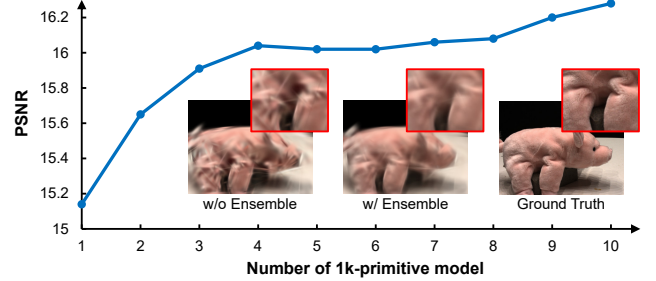 16.2
16
15.8
15.6
15.4
15.2
15
PSNR
w/o Ensemble w/ Ensemble Ground Truth
1 2 3 4 5 6 7 8 9 10
Number of 1k-primitive model